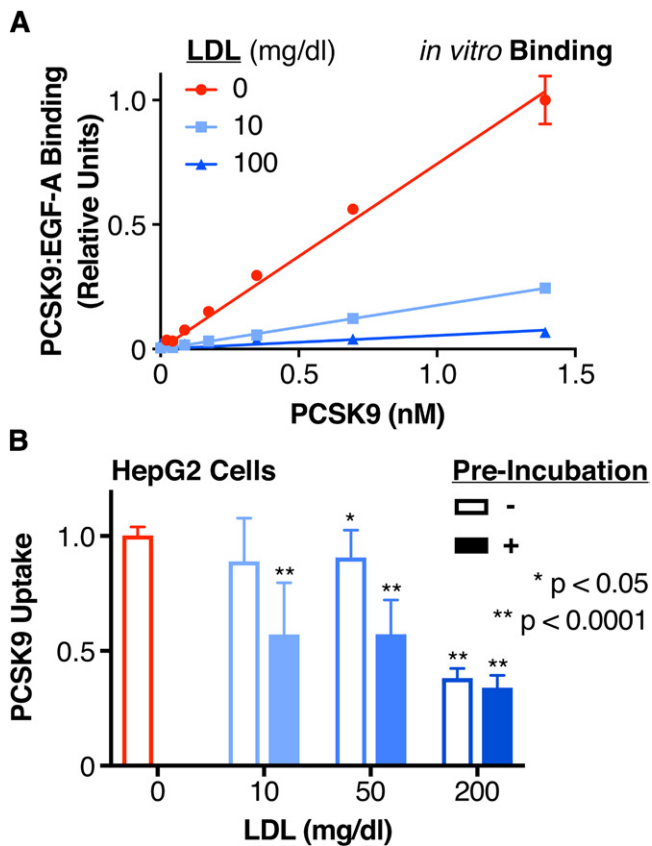 A
LDL (mg/dl)
in vitro Binding
0
10
100
PCSK9:EGF-A Binding
(Relative Units)
1.0
0.5
0
0.5
1.0
1.5
PCSK9 (nM)
B
HepG2 Cells
Pre-Incubation
-
+
* p < 0.05
** p < 0.0001
PCSK9 Uptake
1.0
0.5
0
**
*
**
**
**
0
10
50
200
LDL (mg/dl)